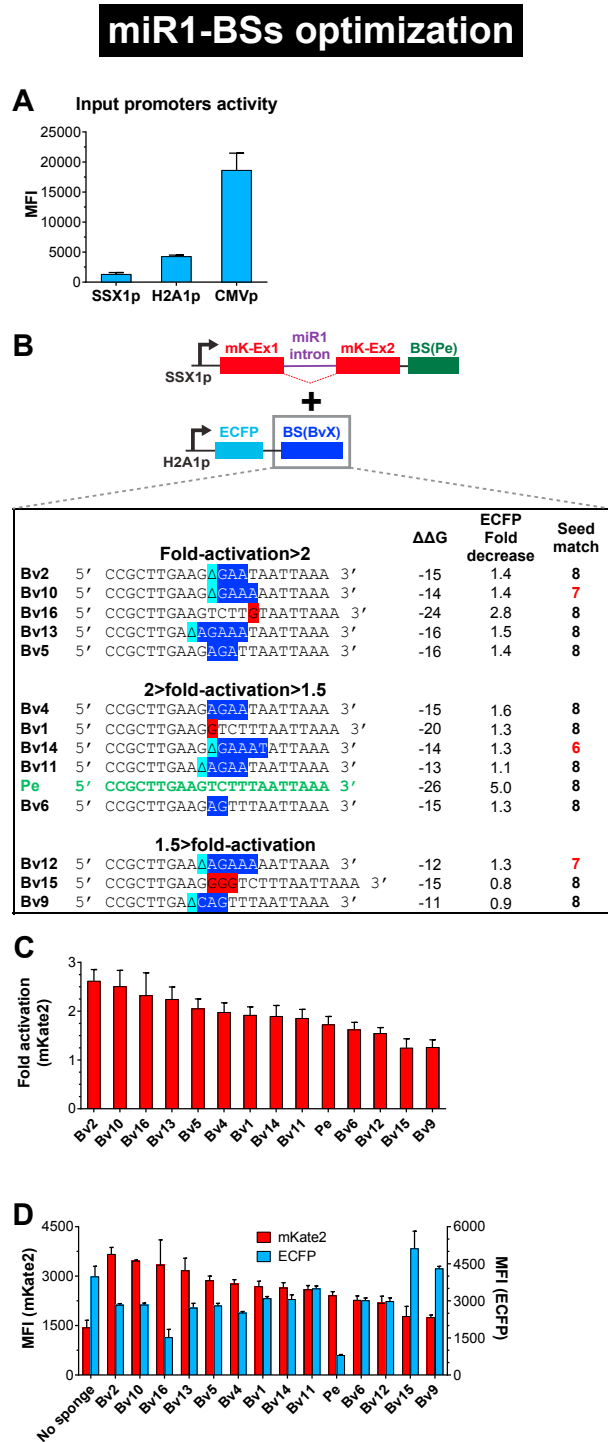 miR1-BSs optimization
A
Input promoters activity
MFI
25000
20000
15000
10000
5000
0
SSX1p H2A1p CMVp
B
mK-Ex1 miR1 intron mK-Ex2 BS(Pe)
SSX1p
+
ECFP BS(BvX)
H2A1p
ΔΔG ECFP Fold decrease Seed match
Fold-activation>2
Bv2 5′ CCGCTTGAAGΔGAATAATTAAA 3′ -15 1.4 8
Bv10 5′ CCGCTTGAAGΔGAAAAATTAAA 3′ -14 1.4 7
Bv16 5′ CCGCTTGAAGTCTTGTAATTAAA 3′ -24 2.8 8
Bv13 5′ CCGCTTGAΔAGAAATAATTAAA 3′ -16 1.5 8
Bv5 5′ CCGCTTGAAGAGATAATTAAA 3′ -16 1.4 8
2>fold-activation>1.5
Bv4 5′ CCGCTTGAAGAGAATAATTAAA 3′ -15 1.6 8
Bv1 5′ CCGCTTGAAGGTCTTTAATTAAA 3′ -20 1.3 8
Bv14 5′ CCGCTTGAAGΔGAAATATTAAA 3′ -14 1.3 6
Bv11 5′ CCGCTTGAAΔAGAATAATTAAA 3′ -13 1.1 8
Pe 5′ CCGCTTGAAGTCTTTAATTAAA 3′ -26 5.0 8
Bv6 5′ CCGCTTGAAGAGTTTAATTAAA 3′ -15 1.3 8
1.5>fold-activation
Bv12 5′ CCGCTTGAAΔAGAAAAATTAAA 3′ -12 1.3 7
Bv15 5′ CCGCTTGAAGGGGTCTTTAATTAAA 3′ -15 0.8 8
Bv9 5′ CCGCTTGAΔCAGTTTAATTAAA 3′ -11 0.9 8
C
Fold activation
(mKate2)
3
2
1
0
Bv2 Bv10 Bv16 Bv13 Bv5 Bv4 Bv1 Bv14 Bv11 Pe Bv6 Bv12 Bv15 Bv9
D
mKate2
ECFP
MFI (mKate2)
4500
3000
1500
0
MFI (ECFP)
6000
4500
3000
1500
0
No sponge Bv2 Bv10 Bv16 Bv13 Bv5 Bv4 Bv1 Bv14 Bv11 Pe Bv6 Bv12 Bv15 Bv9